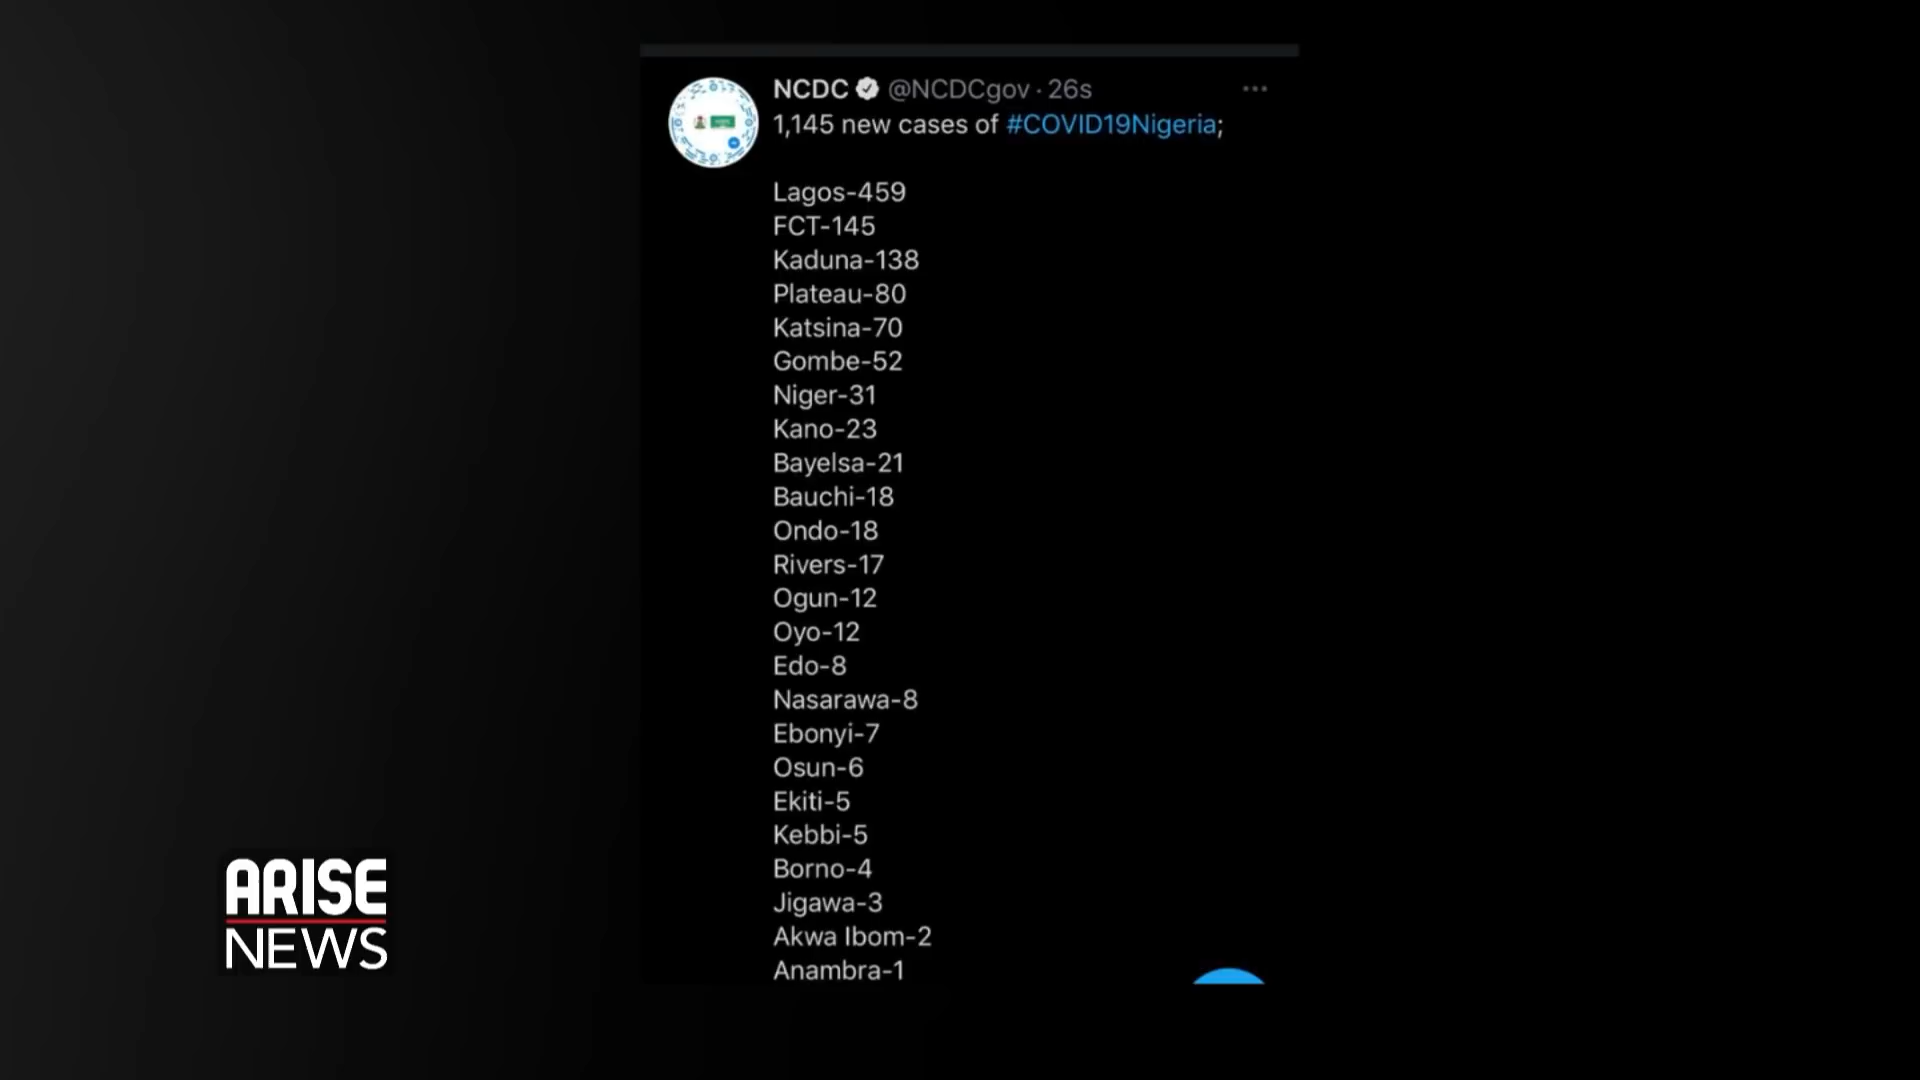 NCDC @NCDCgov · 26s
1,145 new cases of #COVID19Nigeria;
Lagos-459
FCT-145
Kaduna-138
Plateau-80
Katsina-70
Gombe-52
Niger-31
Kano-23
Bayelsa-21
Bauchi-18
Ondo-18
Rivers-17
Ogun-12
Oyo-12
Edo-8
Nasarawa-8
Ebonyi-7
Osun-6
Ekiti-5
Kebbi-5
Borno-4
Jigawa-3
Akwa Ibom-2
Anambra-1
ARISE
NEWS